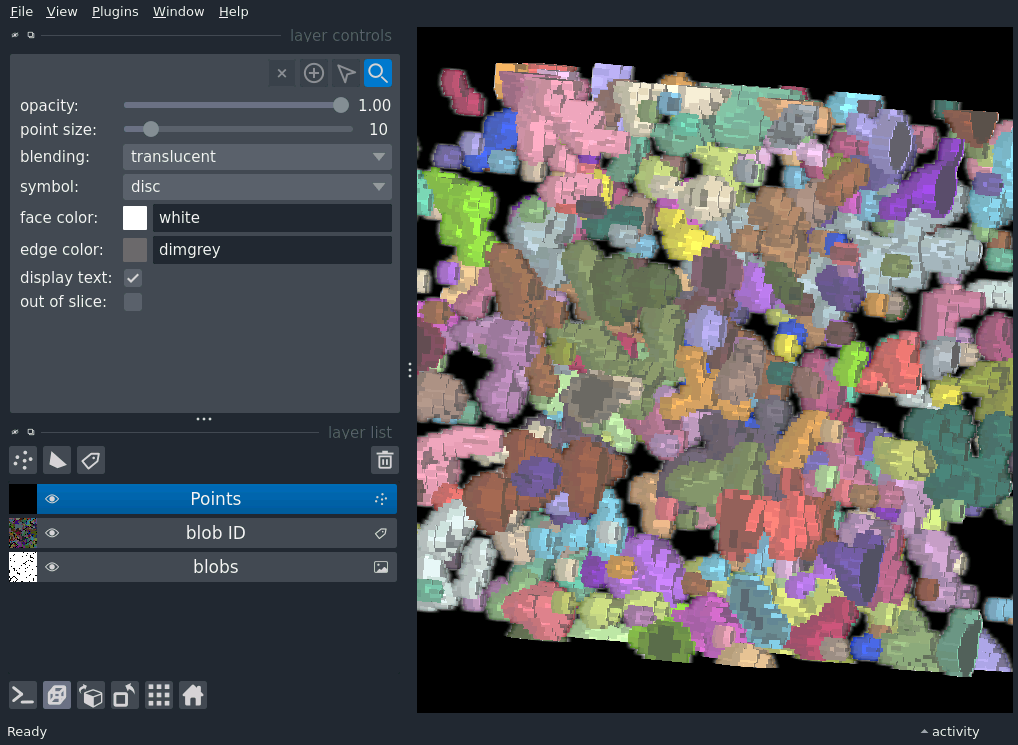 File View Plugins Window Help
layer controls
opacity: 1.00
point size: 10
blending: translucent
symbol: disc
face color: white
edge color: dimgrey
display text:
out of slice:
layer list
Points
blob ID
blobs
Ready activity